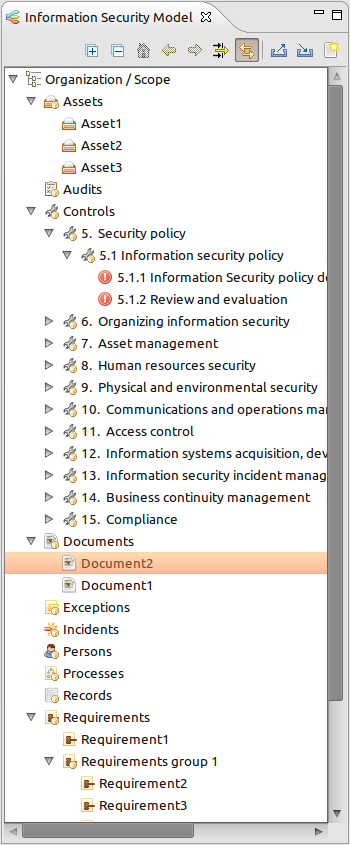 Information Security Model
Organization / Scope
Assets
Asset1
Asset2
Asset3
Audits
Controls
5. Security policy
5.1 Information security policy
5.1.1 Information Security policy do
5.1.2 Review and evaluation
6. Organizing information security
7. Asset management
8. Human resources security
9. Physical and environmental security
10. Communications and operations mar
11. Access control
12. Information systems acquisition, dev
13. Information security incident manag
14. Business continuity management
15. Compliance
Documents
Document2
Document1
Exceptions
Incidents
Persons
Processes
Records
Requirements
Requirement1
Requirements group 1
Requirement2
Requirement3